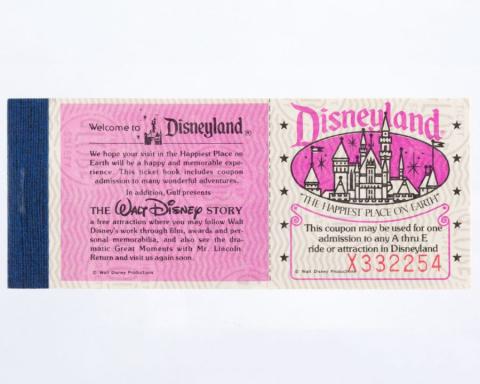 Welcome to Disneyland®
We hope your visit in the Happiest Place on
Earth will be a happy and memorable expe-
rience. This ticket book includes coupon
admission to many wonderful adventures.
In addition, Gulf presents
THE Walt Disney STORY
a free attraction where you may follow Walt
Disney's work through film, awards and per-
sonal memorabilia, and also see the dra-
matic Great Moments with Mr. Lincoln.
Return and visit us again soon.
© Walt Disney Productions
Disneyland
"THE HAPPIEST PLACE ON EARTH"
This coupon may be used for one
admission to any A thru E
ride or attraction in Disneyland
© Walt Disney Productions
X332254